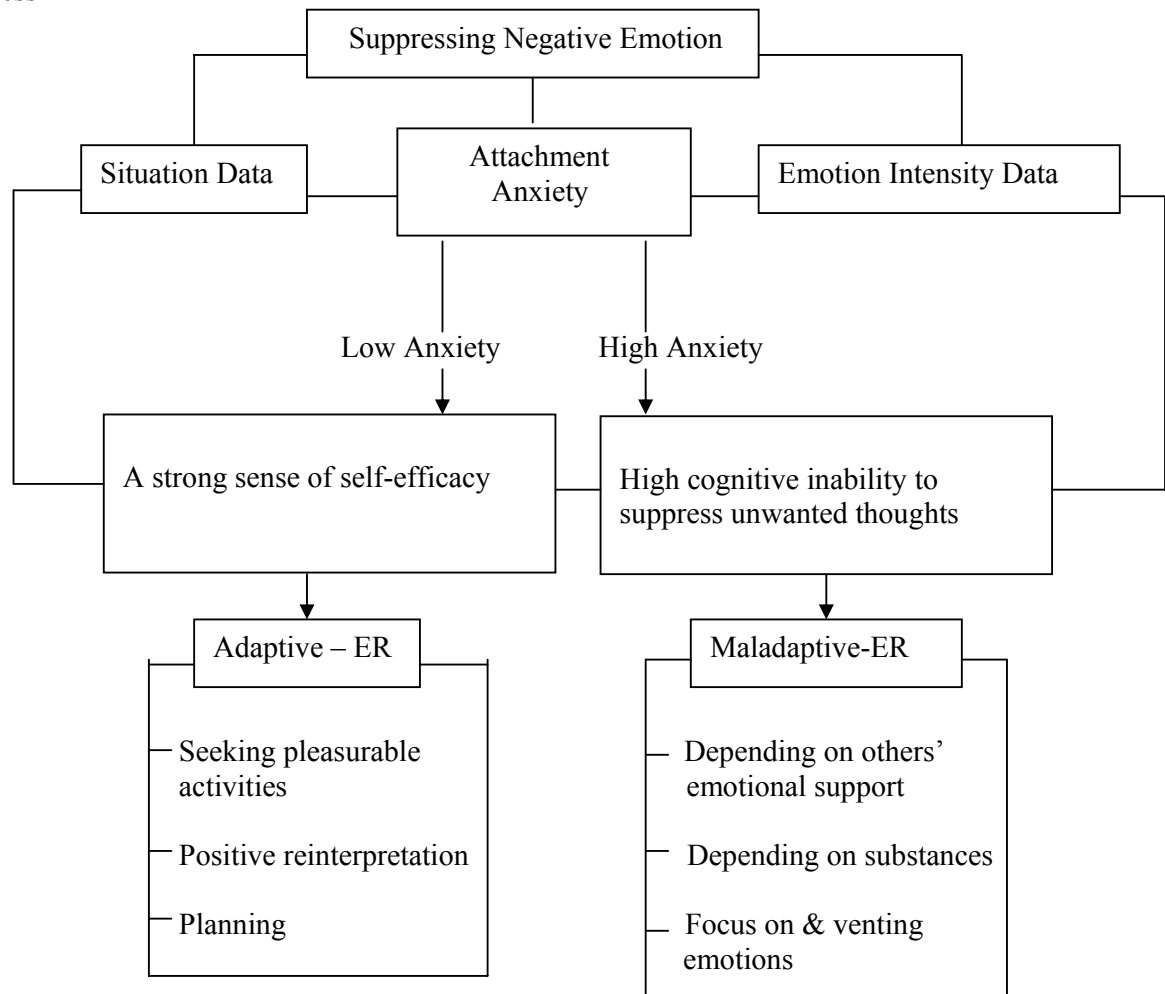 Suppressing Negative Emotion
Situation Data
Attachment
Anxiety
Emotion Intensity Data
Low Anxiety
High Anxiety
A strong sense of self-efficacy
High cognitive inability to
suppress unwanted thoughts
Adaptive – ER
Maladaptive-ER
Seeking pleasurable
activities
Positive reinterpretation
Planning
Depending on others’
emotional support
Depending on substances
Focus on & venting
emotions